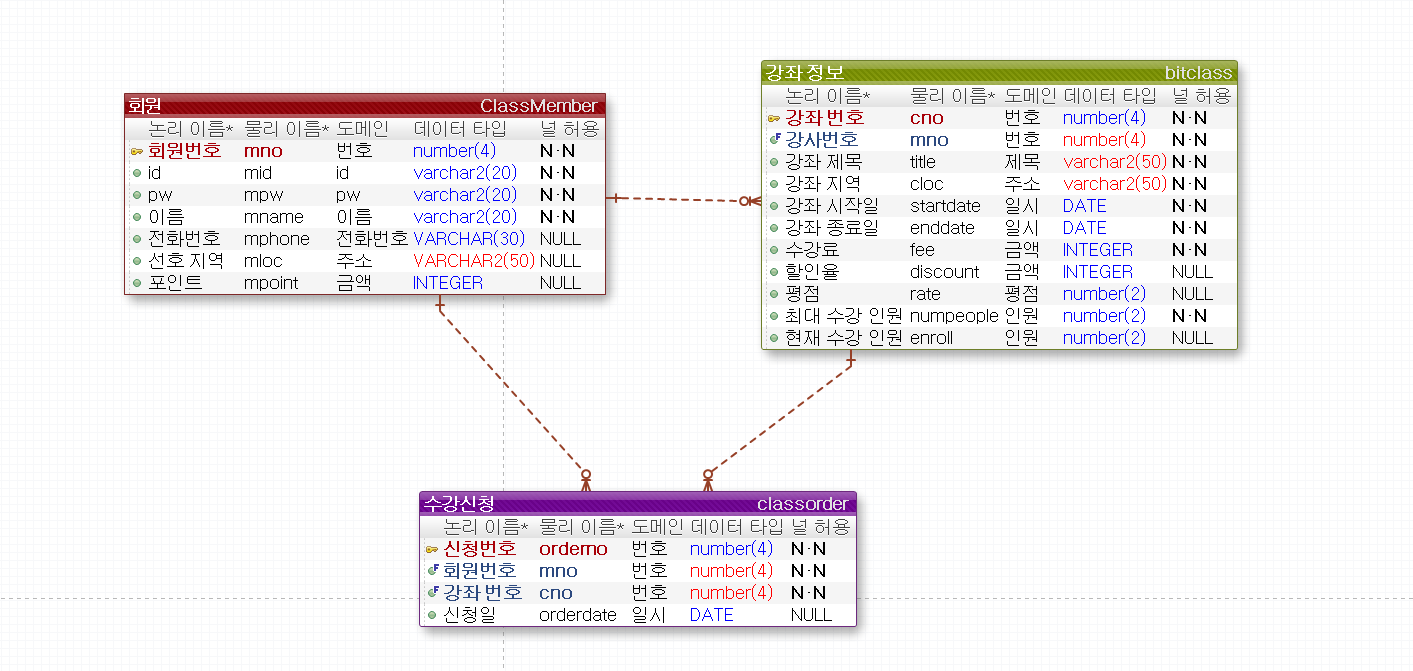 회원 ClassMember
논리 이름* 물리 이름* 도메인 데이터 타입 널 허용
회원번호 mno 번호 number(4) N·N
id mid id varchar2(20) N·N
pw mpw pw varchar2(20) N·N
이름 mname 이름 varchar2(20) N·N
전화번호 mphone 전화번호 VARCHAR(30) NULL
선호 지역 mloc 주소 VARCHAR2(50) NULL
포인트 mpoint 금액 INTEGER NULL
강좌 정보 bitclass
논리 이름* 물리 이름* 도메인 데이터 타입 널 허용
강좌 번호 cno 번호 number(4) N·N
강사번호 mno 번호 number(4) N·N
강좌 제목 title 제목 varchar2(50) N·N
강좌 지역 cloc 주소 varchar2(50) N·N
강좌 시작일 startdate 일시 DATE N·N
강좌 종료일 enddate 일시 DATE N·N
수강료 fee 금액 INTEGER N·N
할인율 discount 금액 INTEGER NULL
평점 rate 평점 number(2) NULL
최대 수강 인원 numpeople 인원 number(2) N·N
현재 수강 인원 enroll 인원 number(2) NULL
수강신청 classorder
논리 이름* 물리 이름* 도메인 데이터 타입 널 허용
신청번호 orderno 번호 number(4) N·N
회원번호 mno 번호 number(4) N·N
강좌 번호 cno 번호 number(4) N·N
신청일 orderdate 일시 DATE NULL